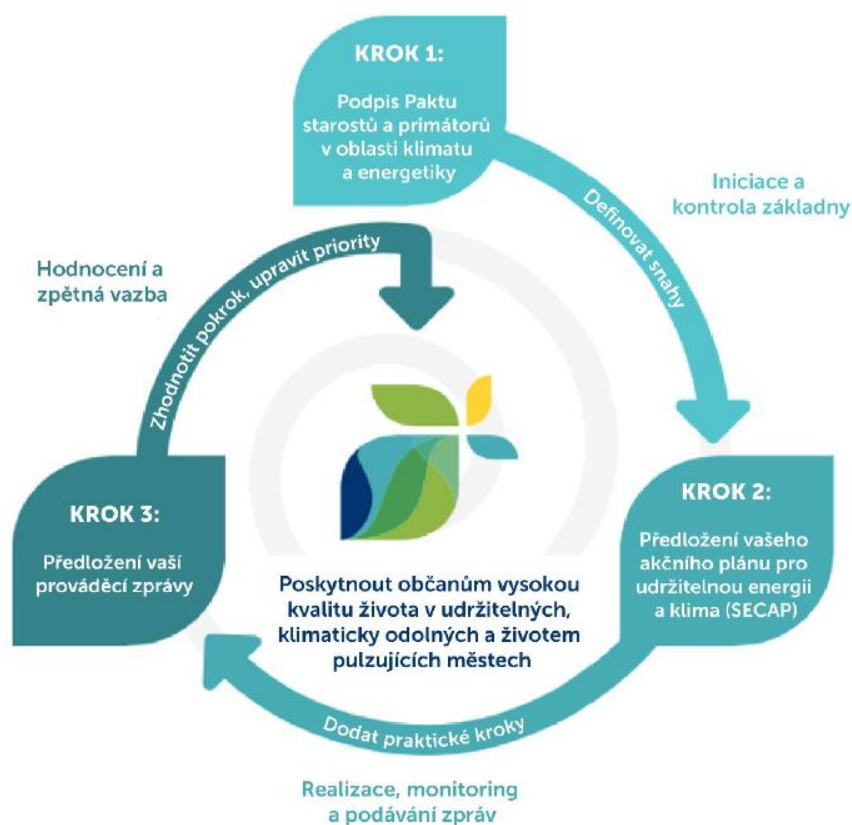 KROK 1:
Podpis Paktu
starostů a primátorů
v oblasti klimatu
a energetiky
Definovat snahy
Iniciace a
kontrola základny
KROK 2:
Předložení vašeho
akčního plánu pro
udržitelnou energii
a klima (SECAP)
Dodat praktické kroky
Realizace, monitoring
a podávání zpráv
KROK 3:
Předložení vaší
prováděcí zprávy
Zhodnotit pokrok, upravit priority
Hodnocení a
zpětná vazba
Poskytnout občanům vysokou
kvalitu života v udržitelných,
klimaticky odolných a životem
pulzujících městech